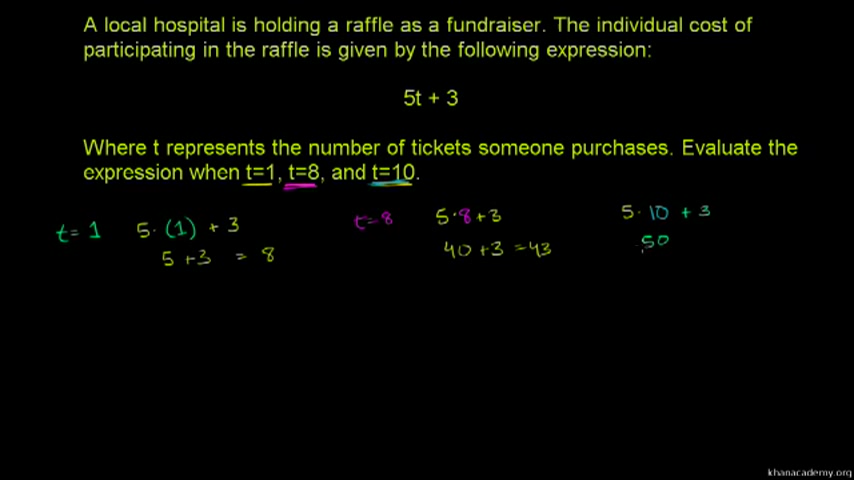 A local hospital is holding a raffle as a fundraiser. The individual cost of
participating in the raffle is given by the following expression:
5t + 3
Where t represents the number of tickets someone purchases. Evaluate the
expression when t=1, t=8, and t=10.
t= 1 5·(1) + 3 t=8 5·8+3 5·10 + 3
5 +3 = 8 40 +3 =43 50
khanacademy.org